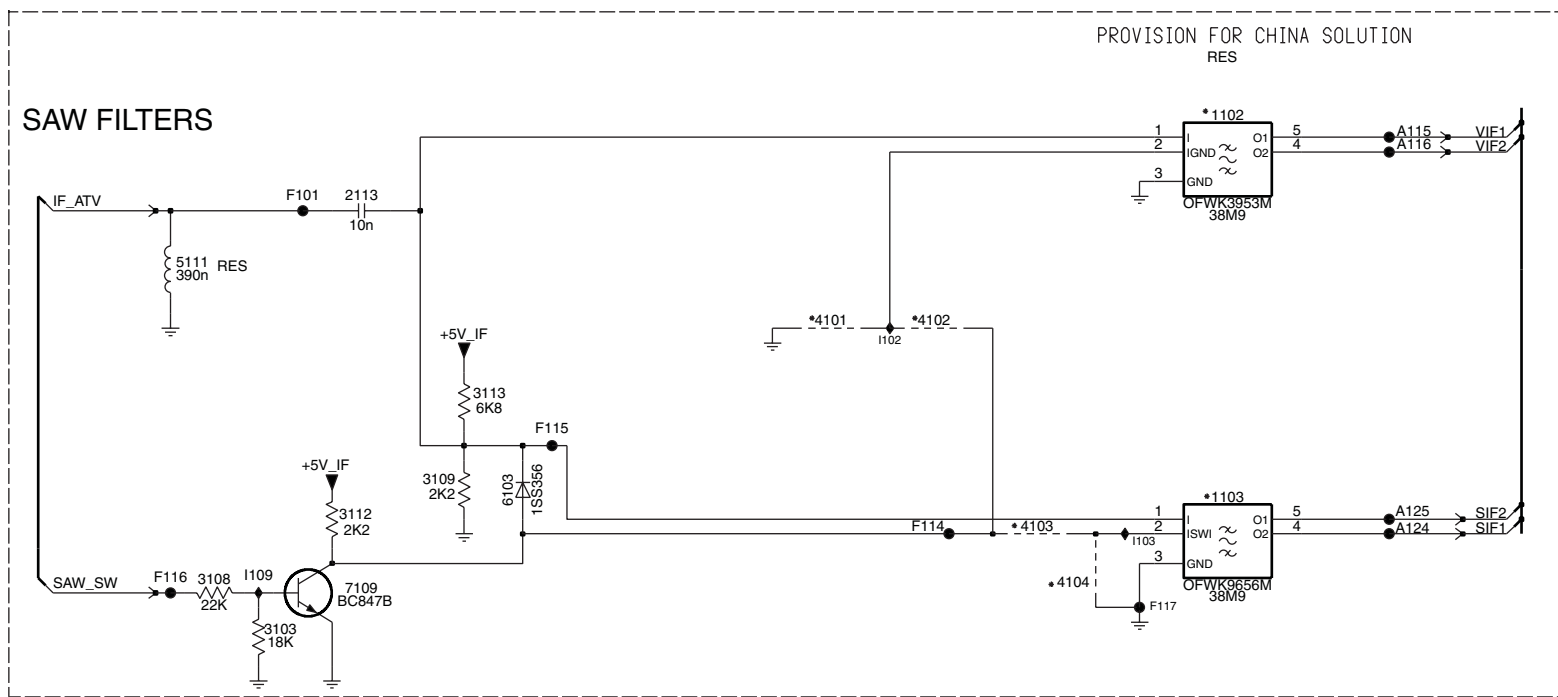 PROVISION FOR CHINA SOLUTION
RES
SAW FILTERS
*1102
1
I
O1
5
A115
VIF1
2
IGND
O2
4
A116
VIF2
3
GND
OFWK3953M
38M9
IF_ATV
F101
2113
10n
5111
390n
RES
*4101
*4102
I102
+5V_IF
3113
6K8
F115
+5V_IF
3109
2K2
6103
1SS356
3112
2K2
*1103
1
I
O1
5
A125
SIF2
F114
*4103
2
I103
ISWI
O2
4
A124
SIF1
3
GND
*4104
OFWK9656M
38M9
F117
SAW_SW
F116
3108
22K
I109
7109
BC847B
3103
18K